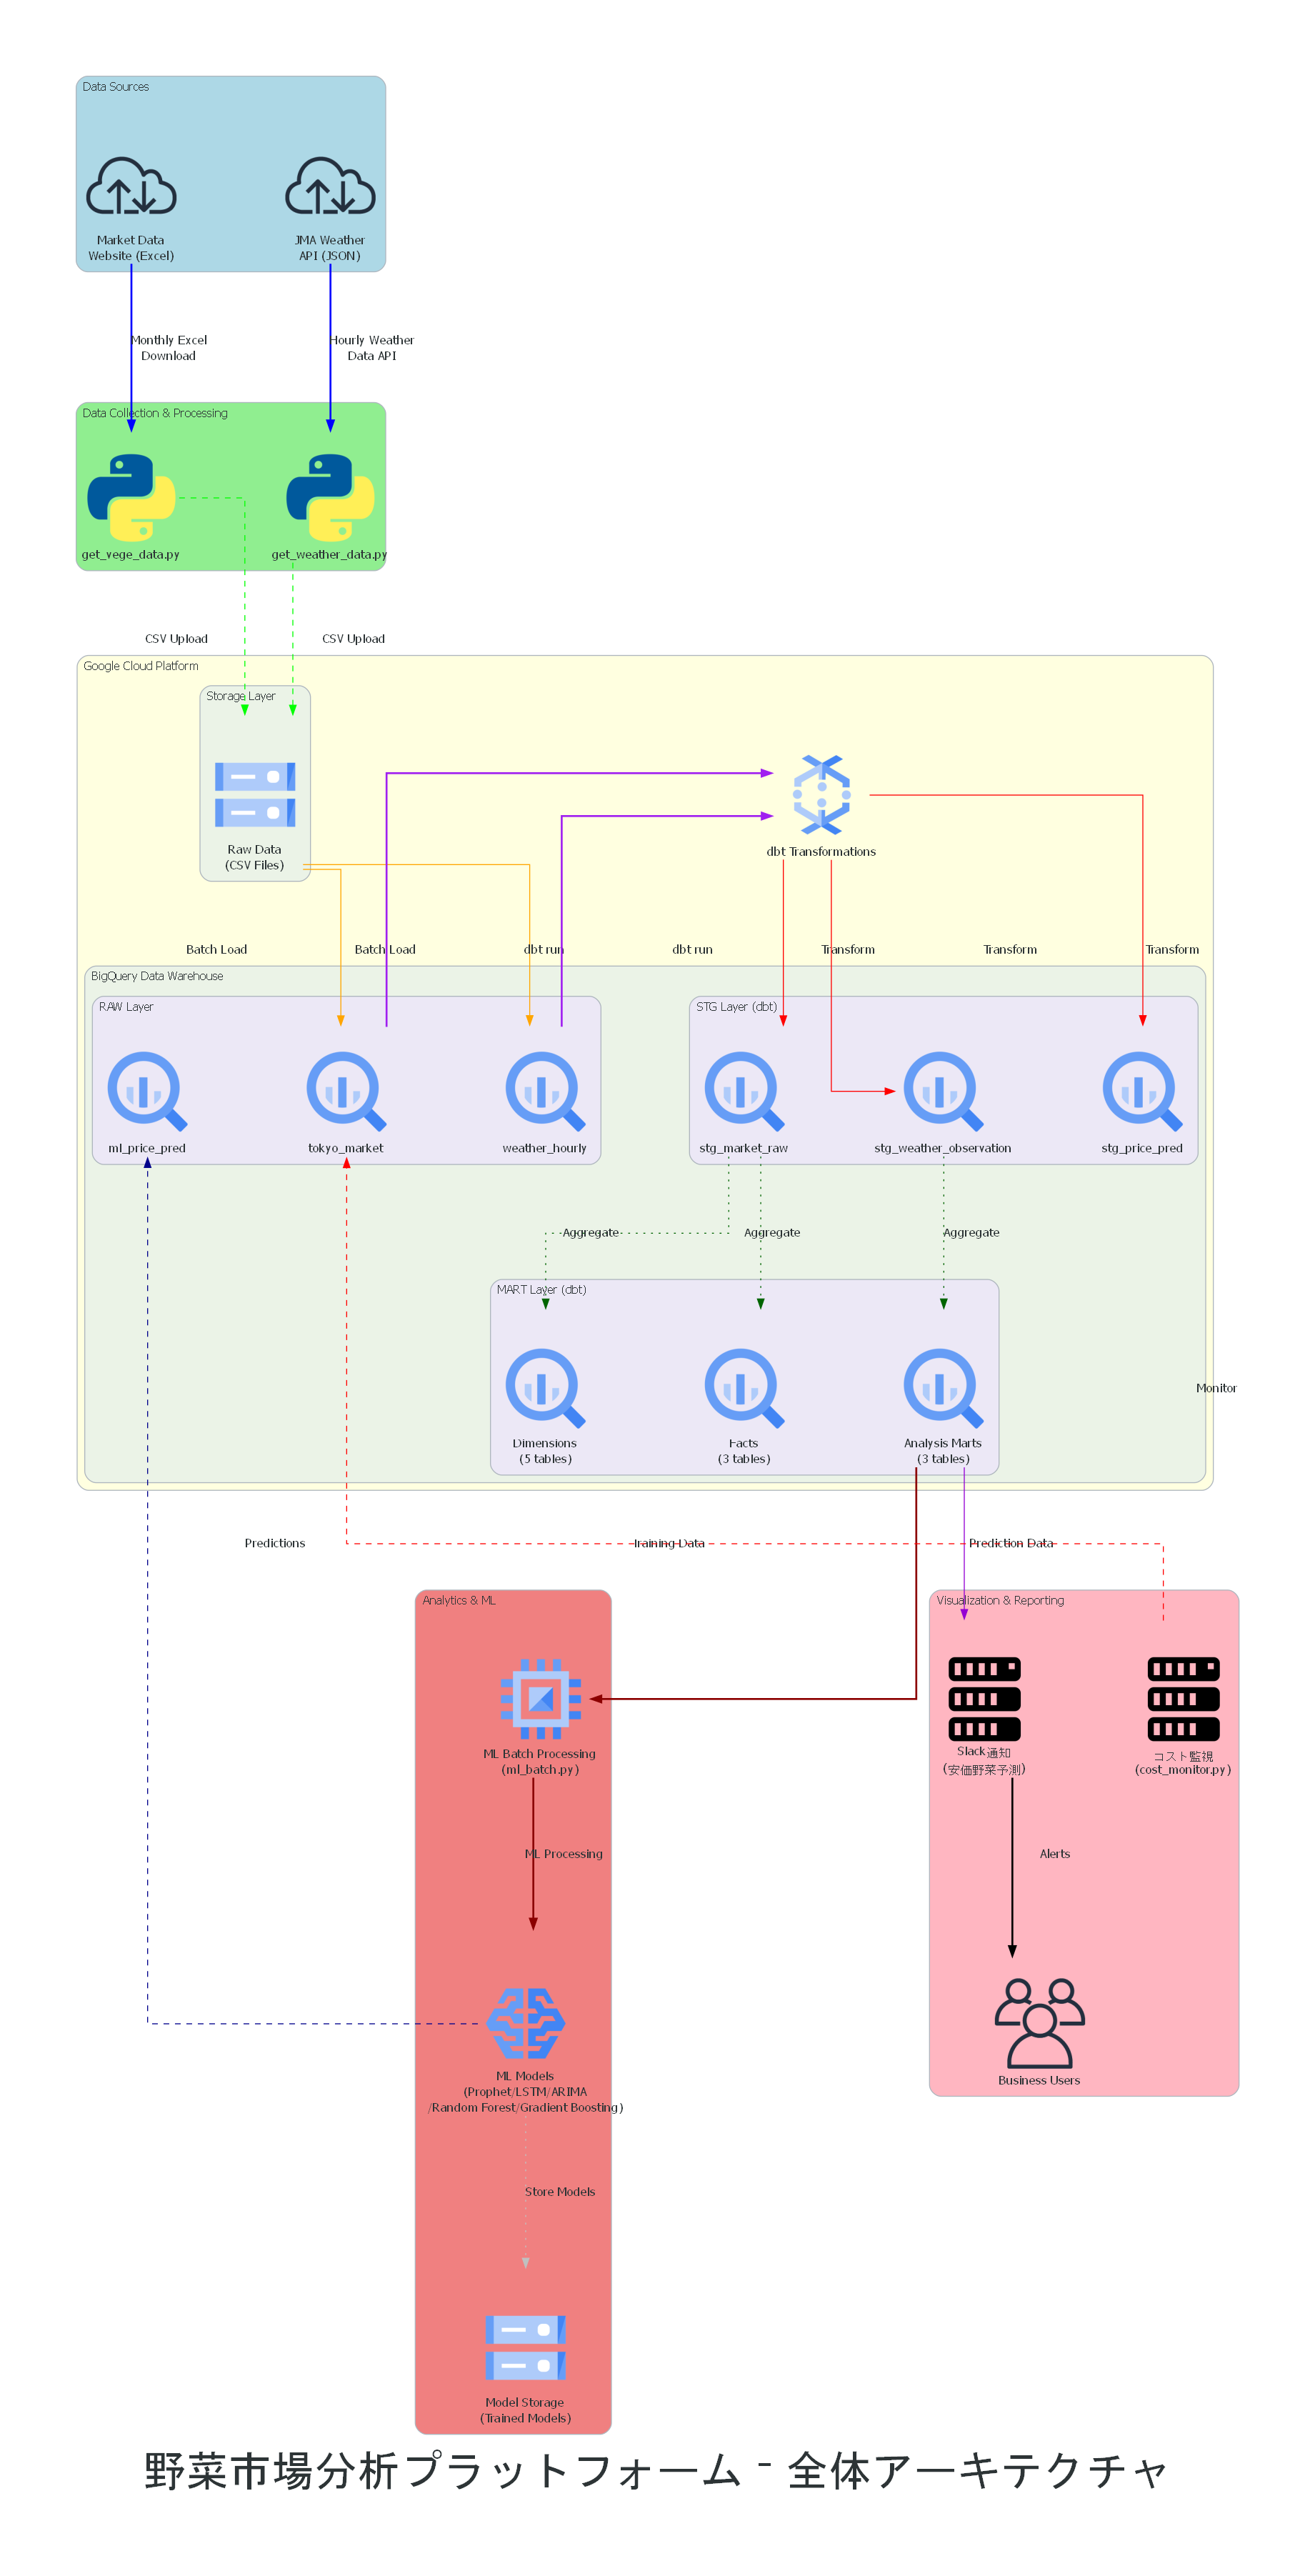 Data Sources
Market Data
Website (Excel)
JMA Weather
API (JSON)
Monthly Excel
Download
Hourly Weather
Data API
Data Collection & Processing
get_vege_data.py
get_weather_data.py
CSV Upload
CSV Upload
Google Cloud Platform
Storage Layer
Raw Data
(CSV Files)
dbt Transformations
Batch Load
Batch Load
dbt run
dbt run
Transform
Transform
Transform
BigQuery Data Warehouse
RAW Layer
ml_price_pred
tokyo_market
weather_hourly
STG Layer (dbt)
stg_market_raw
stg_weather_observation
stg_price_pred
Aggregate
Aggregate
Aggregate
MART Layer (dbt)
Dimensions
(5 tables)
Facts
(3 tables)
Analysis Marts
(3 tables)
Monitor
Predictions
Training Data
Prediction Data
Analytics & ML
ML Batch Processing
(ml_batch.py)
ML Processing
ML Models
(Prophet/LSTM/ARIMA
/Random Forest/Gradient Boosting)
Store Models
Model Storage
(Trained Models)
Visualization & Reporting
Slack通知
(安価野菜予測)
コスト監視
(cost_monitor.py)
Alerts
Business Users
野菜市場分析プラットフォーム - 全体アーキテクチャ